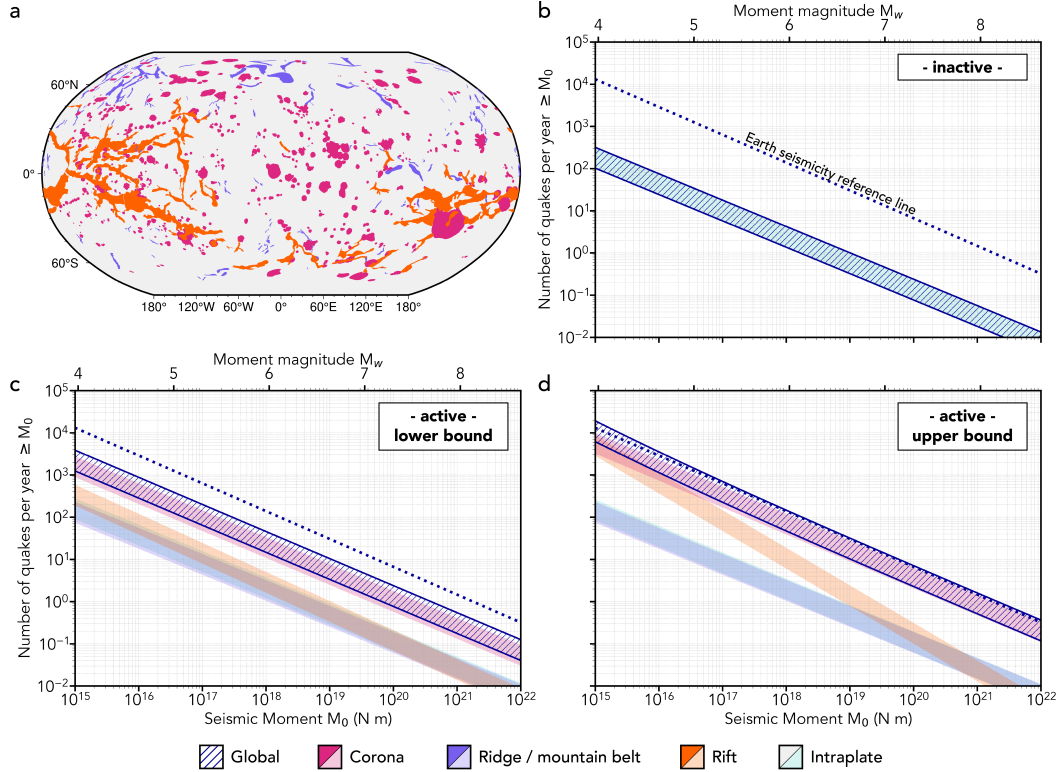 a
60°N
0°
60°S
180° 120°W 60°W 0° 60°E 120°E 180°
b
Moment magnitude Mw
4 5 6 7 8
Number of quakes per year ≥ M0
10^5
10^4
10^3
10^2
10^1
10^0
10^−1
10^−2
- inactive -
Earth seismicity reference line
c
Moment magnitude Mw
4 5 6 7 8
Number of quakes per year ≥ M0
10^5
10^4
10^3
10^2
10^1
10^0
10^−1
10^−2
- active -
lower bound
10^15 10^16 10^17 10^18 10^19 10^20 10^21 10^22
Seismic Moment M0 (N m)
d
- active -
upper bound
10^15 10^16 10^17 10^18 10^19 10^20 10^21 10^22
Seismic Moment M0 (N m)
Global Corona Ridge / mountain belt Rift Intraplate